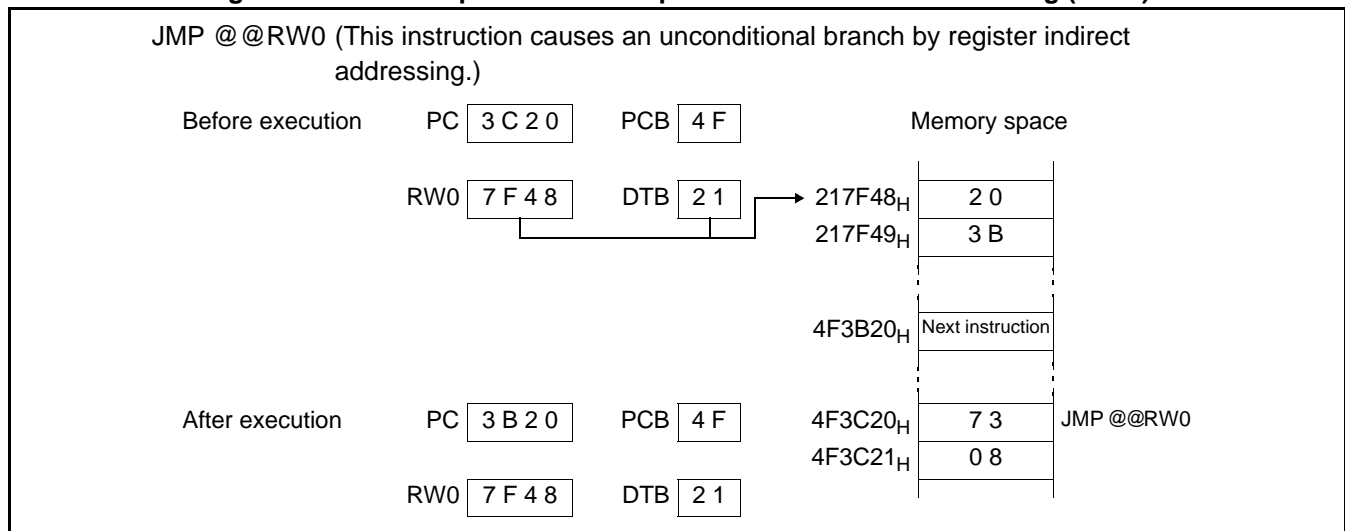 JMP @@RW0 (This instruction causes an unconditional branch by register indirect
addressing.)
Before execution PC 3 C 2 0 PCB 4 F Memory space
RW0 7 F 4 8 DTB 2 1 217F48H 2 0
217F49H 3 B
4F3B20H Next instruction
After execution PC 3 B 2 0 PCB 4 F 4F3C20H 7 3 JMP @@RW0
4F3C21H 0 8
RW0 7 F 4 8 DTB 2 1